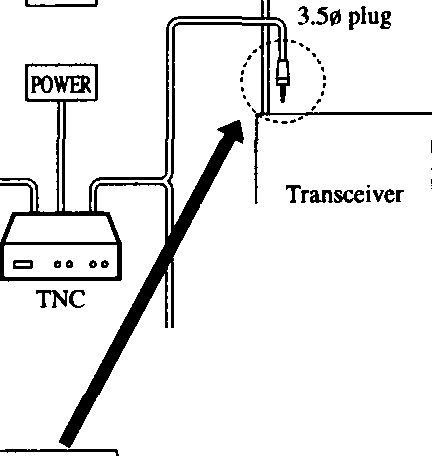 3.5ø plug
POWER
Transceiver
TNC